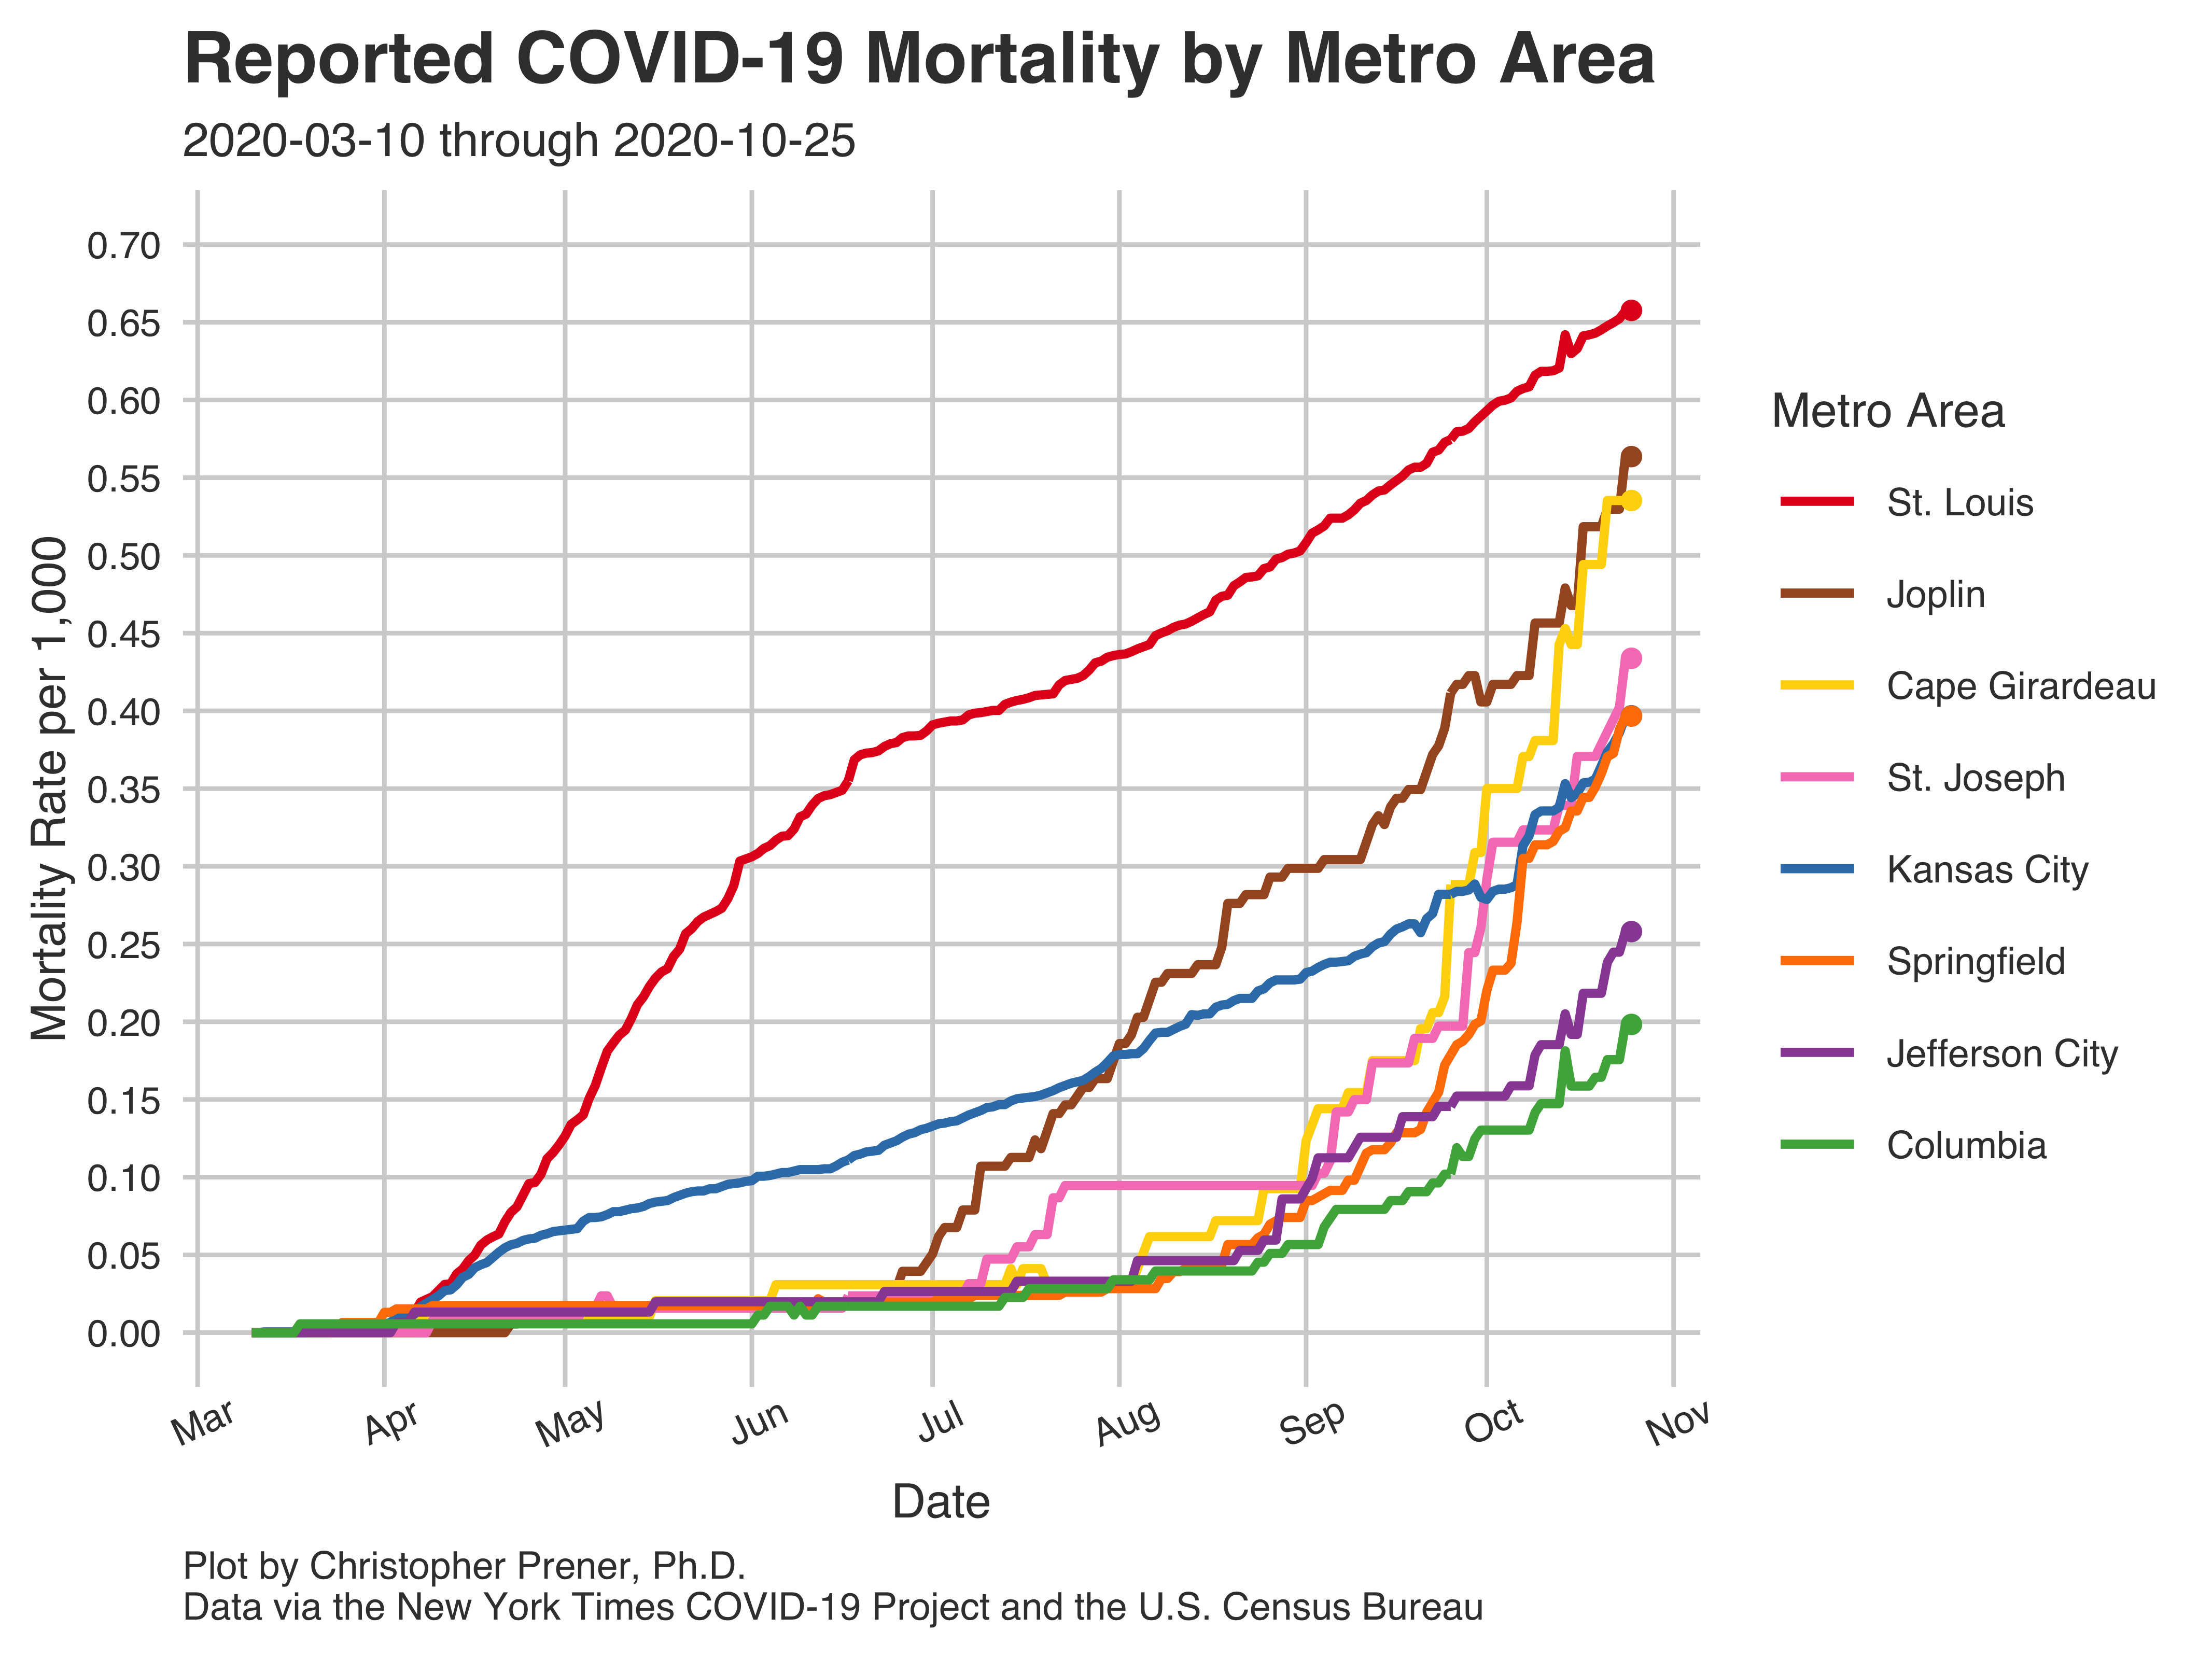 Reported COVID-19 Mortality by Metro Area
2020-03-10 through 2020-10-25
0.70
0.65
0.60
0.55
0.50
0.45
0.40
0.35
0.30
0.25
0.20
0.15
0.10
0.05
0.00
Mortality Rate per 1,000
Mar
Apr
May
Jun
Jul
Aug
Sep
Oct
Nov
Date
Metro Area
St. Louis
Joplin
Cape Girardeau
St. Joseph
Kansas City
Springfield
Jefferson City
Columbia
Plot by Christopher Prener, Ph.D.
Data via the New York Times COVID-19 Project and the U.S. Census Bureau